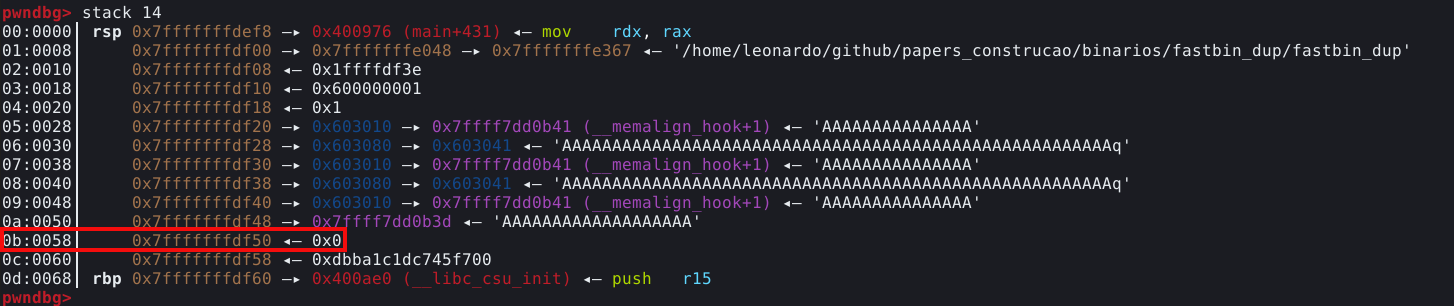 pwndbg> stack 14
00:0000│ rsp 0x7fffffffdef8 —▸ 0x400976 (main+431) ◂— mov    rdx, rax
01:0008│     0x7fffffffdf00 —▸ 0x7fffffffe048 —▸ 0x7fffffffe367 ◂— '/home/leonardo/github/papers_construcao/binarios/fastbin_dup/fastbin_dup'
02:0010│     0x7fffffffdf08 ◂— 0x1ffffdf3e
03:0018│     0x7fffffffdf10 ◂— 0x600000001
04:0020│     0x7fffffffdf18 ◂— 0x1
05:0028│     0x7fffffffdf20 —▸ 0x603010 —▸ 0x7ffff7dd0b41 (__memalign_hook+1) ◂— 'AAAAAAAAAAAAAAA'
06:0030│     0x7fffffffdf28 —▸ 0x603080 —▸ 0x603041 ◂— 'AAAAAAAAAAAAAAAAAAAAAAAAAAAAAAAAAAAAAAAAAAAAAAAAAAAAAAAq'
07:0038│     0x7fffffffdf30 —▸ 0x603010 —▸ 0x7ffff7dd0b41 (__memalign_hook+1) ◂— 'AAAAAAAAAAAAAAA'
08:0040│     0x7fffffffdf38 —▸ 0x603080 —▸ 0x603041 ◂— 'AAAAAAAAAAAAAAAAAAAAAAAAAAAAAAAAAAAAAAAAAAAAAAAAAAAAAAAq'
09:0048│     0x7fffffffdf40 —▸ 0x603010 —▸ 0x7ffff7dd0b41 (__memalign_hook+1) ◂— 'AAAAAAAAAAAAAAA'
0a:0050│     0x7fffffffdf48 —▸ 0x7ffff7dd0b3d ◂— 'AAAAAAAAAAAAAAAAAAA'
0b:0058│     0x7fffffffdf50 ◂— 0x0
0c:0060│     0x7fffffffdf58 ◂— 0xdbba1c1dc745f700
0d:0068│ rbp 0x7fffffffdf60 —▸ 0x400ae0 (__libc_csu_init) ◂— push   r15
pwndbg>